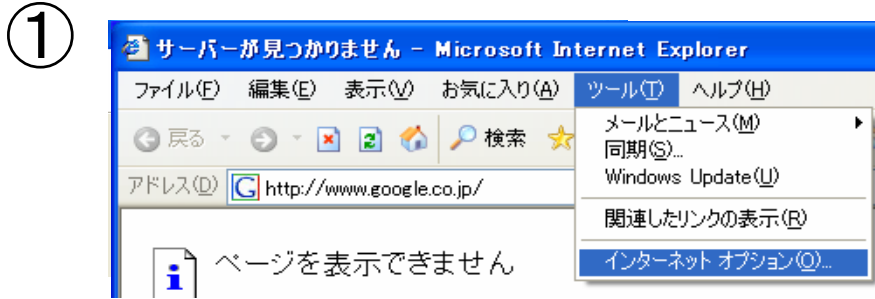 ①
サーバーが見つかりません - Microsoft Internet Explorer
ファイル(F) 編集(E) 表示(V) お気に入り(A) ツール(T) ヘルプ(H)
戻る 検索
メールとニュース(M)
同期(S)...
Windows Update(U)
関連したリンクの表示(R)
インターネット オプション(O)...
アドレス(D) http://www.google.co.jp/
ページを表示できません